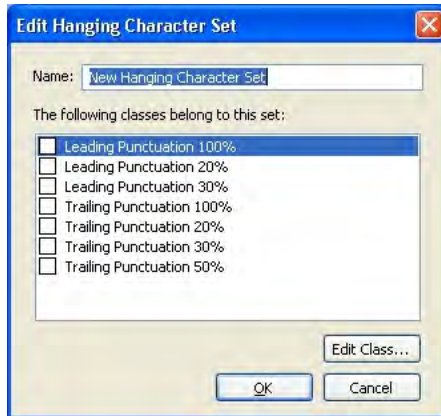 Edit Hanging Character Set
Name: New Hanging Character Set
The following classes belong to this set:
Leading Punctuation 100%
Leading Punctuation 20%
Leading Punctuation 30%
Trailing Punctuation 100%
Trailing Punctuation 20%
Trailing Punctuation 30%
Trailing Punctuation 50%
Edit Class...
OK Cancel